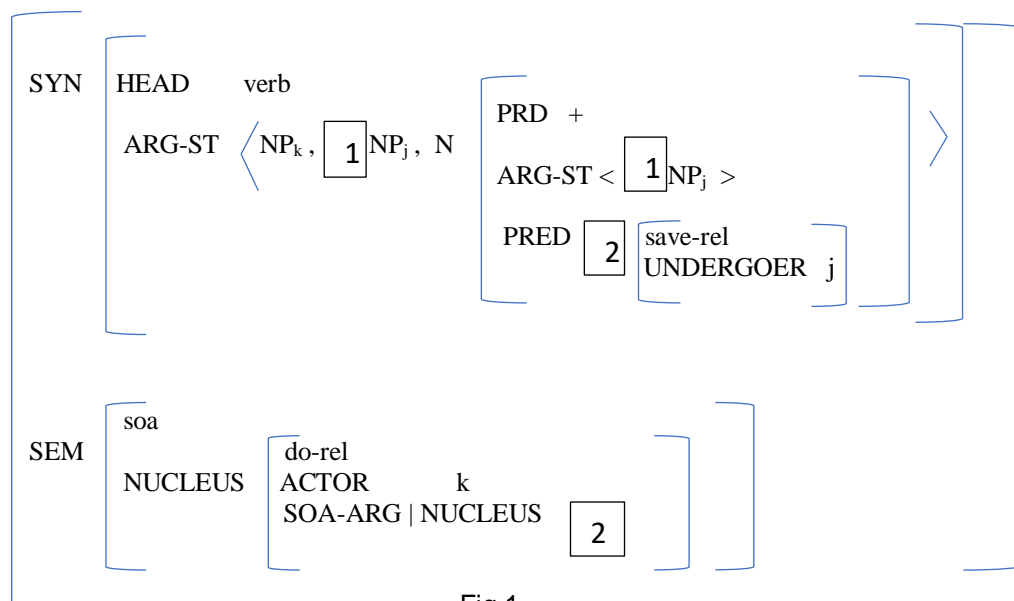 SYN HEAD verb
PRD +
ARG-ST 〈 NPk , 1 NPj , N
ARG-ST < 1 NPj >
PRED 2 save-rel
UNDERGOER j
〉
soa
SEM do-rel
NUCLEUS ACTOR k
SOA-ARG | NUCLEUS 2